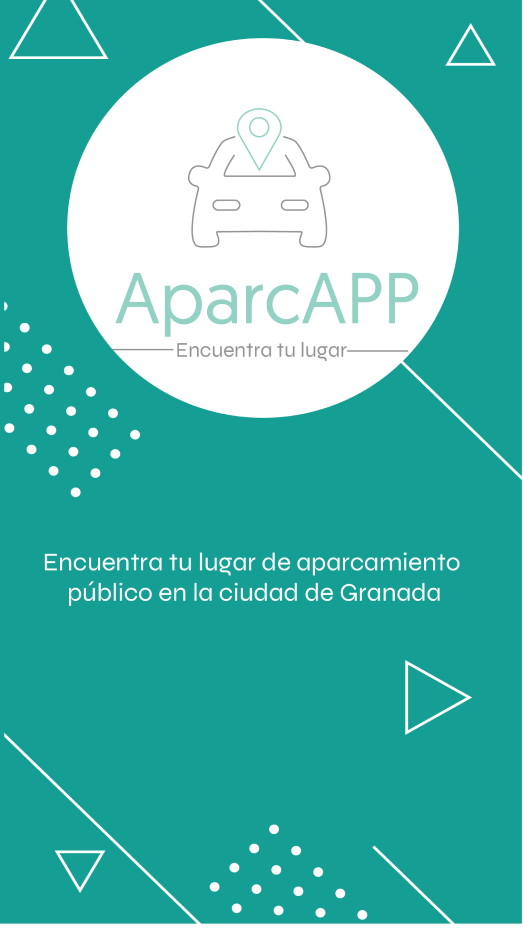 AparcAPP
Encuentra tu lugar
Encuentra tu lugar de aparcamiento
público en la ciudad de Granada